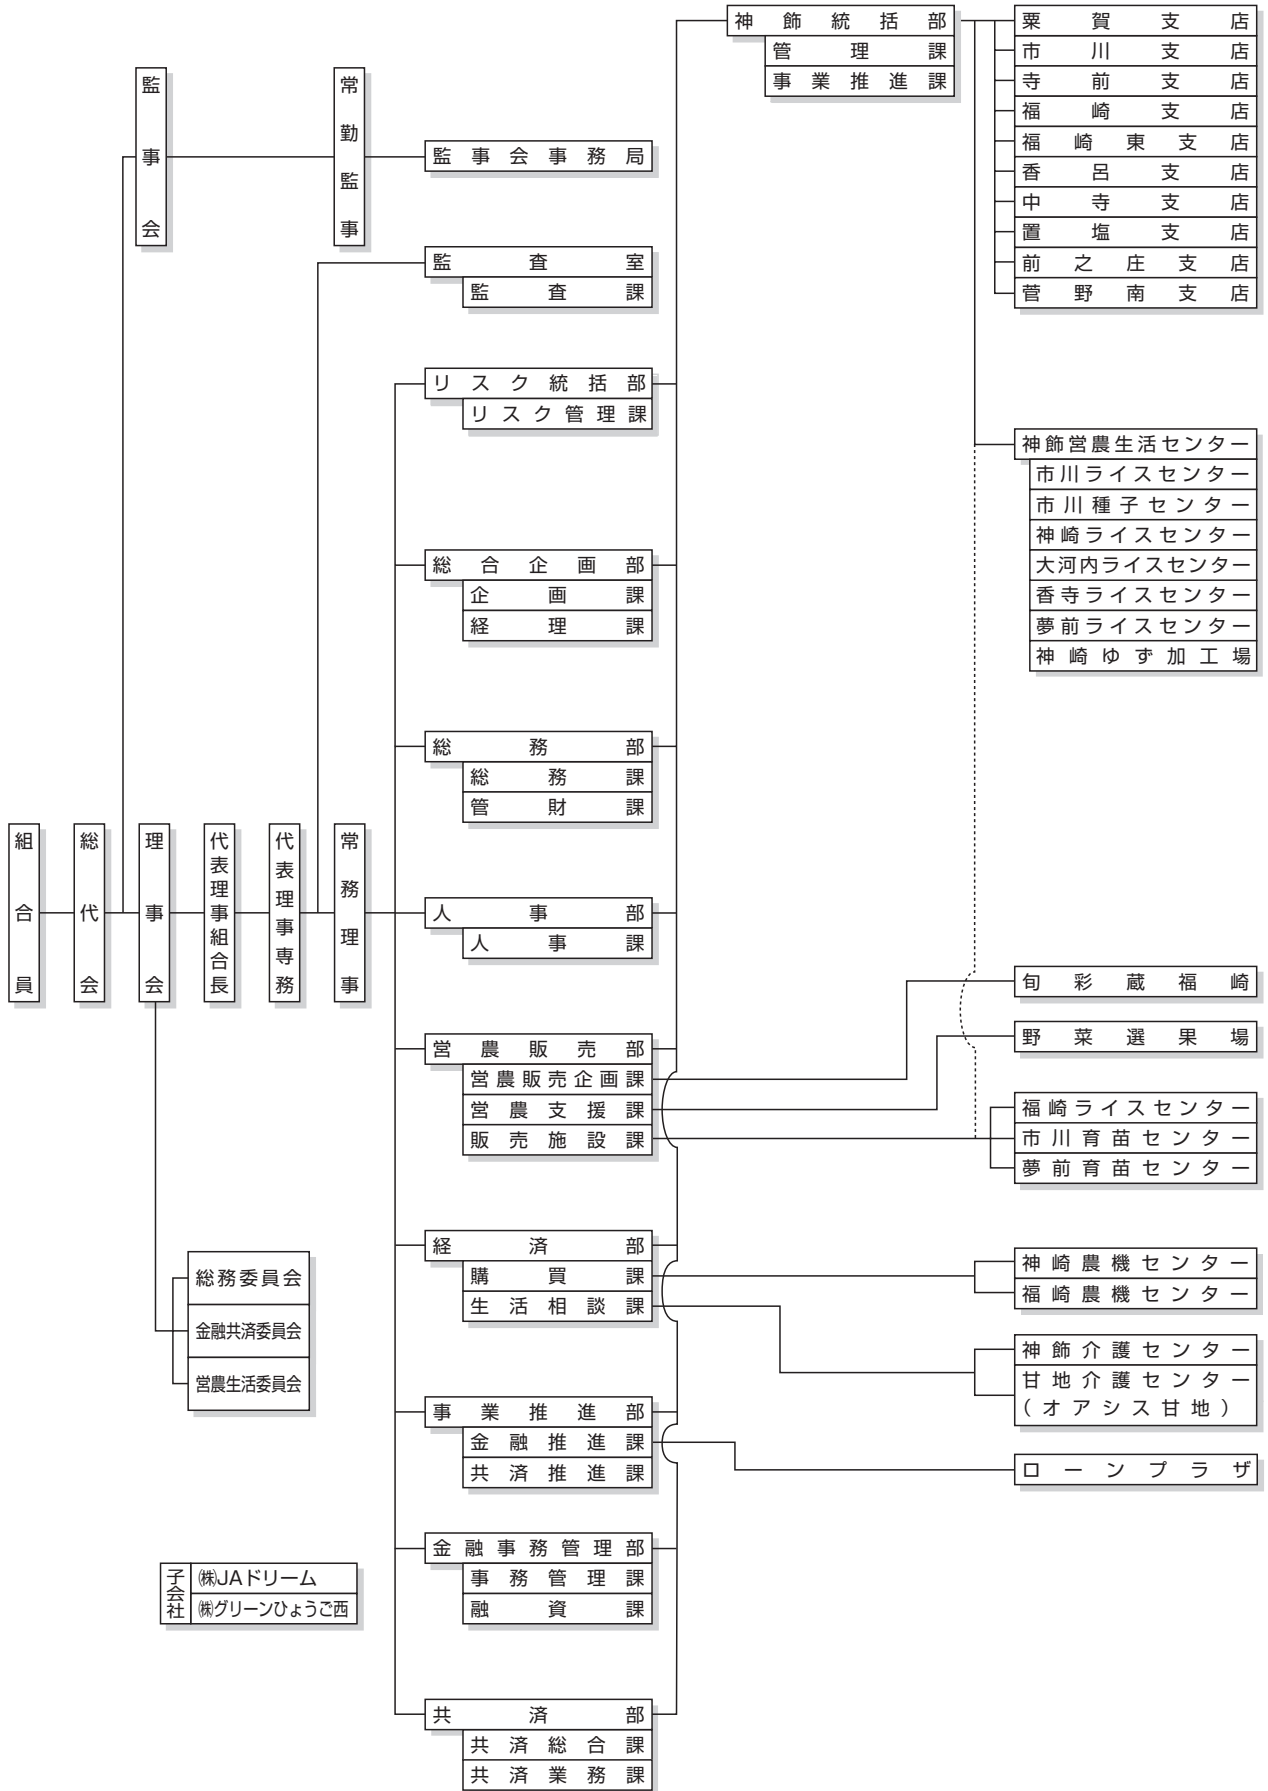 組合員
総代会
監事会
常勤監事
監事会事務局
理事会
代表理事組合長
代表理事専務
常務理事
総務委員会
金融共済委員会
営農生活委員会
子会社
㈱JAドリーム
㈱グリーンひょうご西
監査室
監査課
リスク統括部
リスク管理課
総合企画部
企画課
経理課
総務部
総務課
管財課
人事部
人事課
営農販売部
営農販売企画課
営農支援課
販売施設課
経済部
購買課
生活相談課
事業推進部
金融推進課
共済推進課
金融事務管理部
事務管理課
融資課
共済部
共済総合課
共済業務課
神飾統括部
管理課
事業推進課
粟賀支店
市川支店
寺前支店
福崎支店
福崎東支店
香呂支店
中寺支店
置塩支店
前之庄支店
菅野南支店
神飾営農生活センター
市川ライスセンター
市川種子センター
神崎ライスセンター
大河内ライスセンター
香寺ライスセンター
夢前ライスセンター
神崎ゆず加工場
旬彩蔵福崎
野菜選果場
福崎ライスセンター
市川育苗センター
夢前育苗センター
神崎農機センター
福崎農機センター
神飾介護センター
甘地介護センター
(オアシス甘地)
ローンプラザ